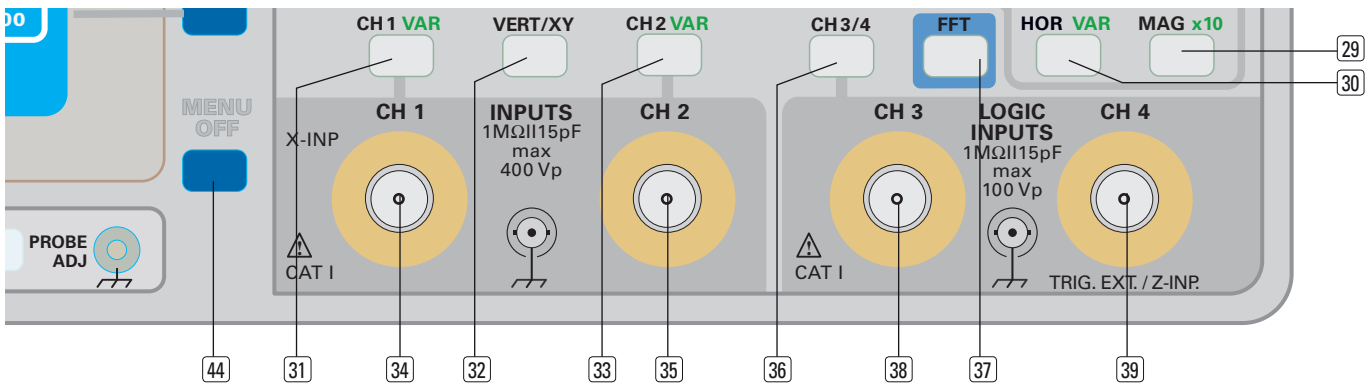 00
CH 1 VAR
VERT/XY
CH 2 VAR
CH 3/4
FFT
HOR VAR
MAG x10
29
30
MENU
OFF
CH 1
INPUTS
1MΩII15pF
max
400 Vp
CH 2
CH 3
LOGIC
INPUTS
1MΩII15pF
max
100 Vp
CH 4
X-INP
PROBE
ADJ
CAT I
CAT I
TRIG. EXT. / Z-INP.
44
31
34
32
33
35
36
38
37
39